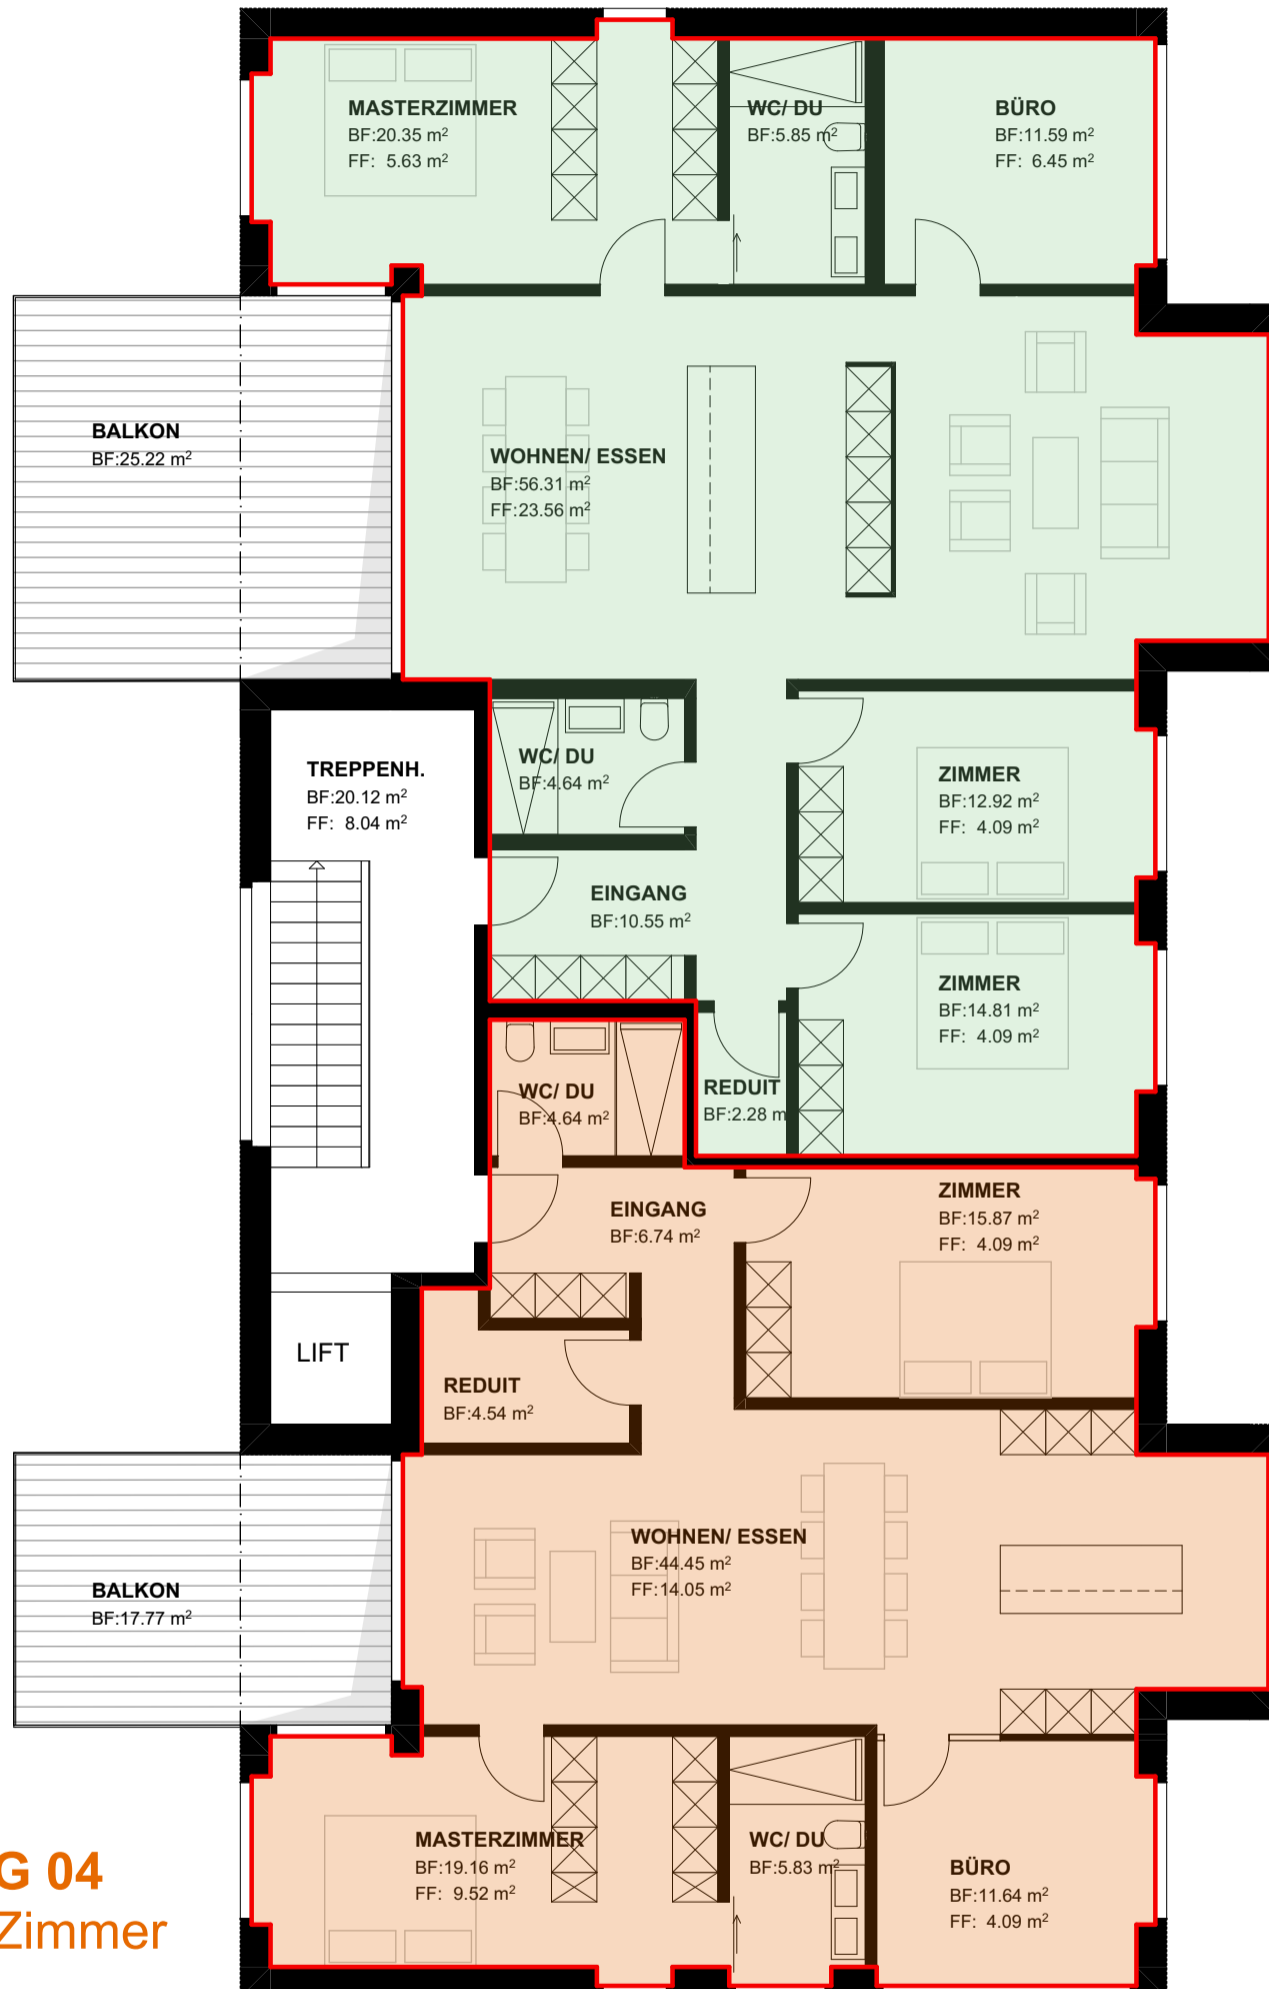 MASTERZIMMER
BF:20.35 m²
FF: 5.63 m²
WC/ DU
BF:5.85 m²
BÜRO
BF:11.59 m²
FF: 6.45 m²
BALKON
BF:25.22 m²
WOHNEN/ ESSEN
BF:56.31 m²
FF:23.56 m²
TREPPENH.
BF:20.12 m²
FF: 8.04 m²
WC/ DU
BF:4.64 m²
ZIMMER
BF:12.92 m²
FF: 4.09 m²
EINGANG
BF:10.55 m²
ZIMMER
BF:14.81 m²
FF: 4.09 m²
REDUIT
BF:2.28 m
WC/ DU
BF:4.64 m²
EINGANG
BF:6.74 m²
ZIMMER
BF:15.87 m²
FF: 4.09 m²
LIFT
REDUIT
BF:4.54 m²
WOHNEN/ ESSEN
BF:44.45 m²
FF:14.05 m²
BALKON
BF:17.77 m²
MASTERZIMMER
BF:19.16 m²
FF: 9.52 m²
WC/ DU
BF:5.83 m²
BÜRO
BF:11.64 m²
FF: 4.09 m²
G 04
Zimmer